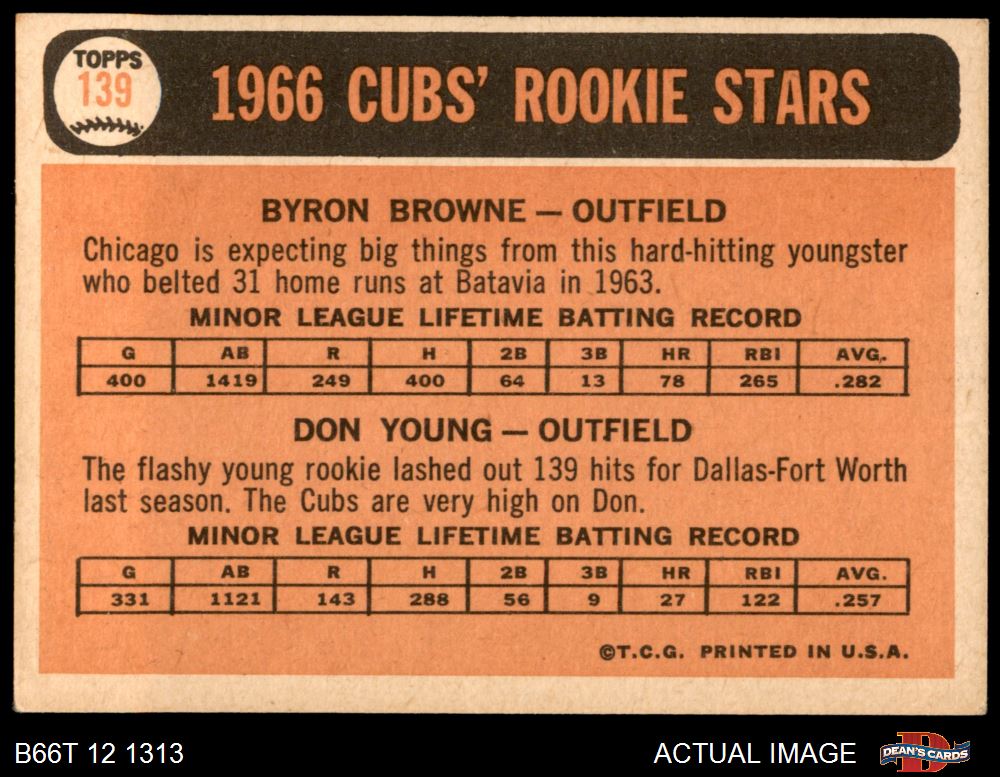 TOPPS
139
1966 CUBS' ROOKIE STARS
BYRON BROWNE — OUTFIELD
Chicago is expecting big things from this hard-hitting youngster
who belted 31 home runs at Batavia in 1963.
MINOR LEAGUE LIFETIME BATTING RECORD
G AB R H 2B 3B HR RBI AVG.
400 1419 249 400 64 13 78 265 .282
DON YOUNG — OUTFIELD
The flashy young rookie lashed out 139 hits for Dallas-Fort Worth
last season. The Cubs are very high on Don.
MINOR LEAGUE LIFETIME BATTING RECORD
G AB R H 2B 3B HR RBI AVG.
331 1121 143 288 56 9 27 122 .257
©T.C.G. PRINTED IN U.S.A.
B66T 12 1313 ACTUAL IMAGE DEAN'S CARDS